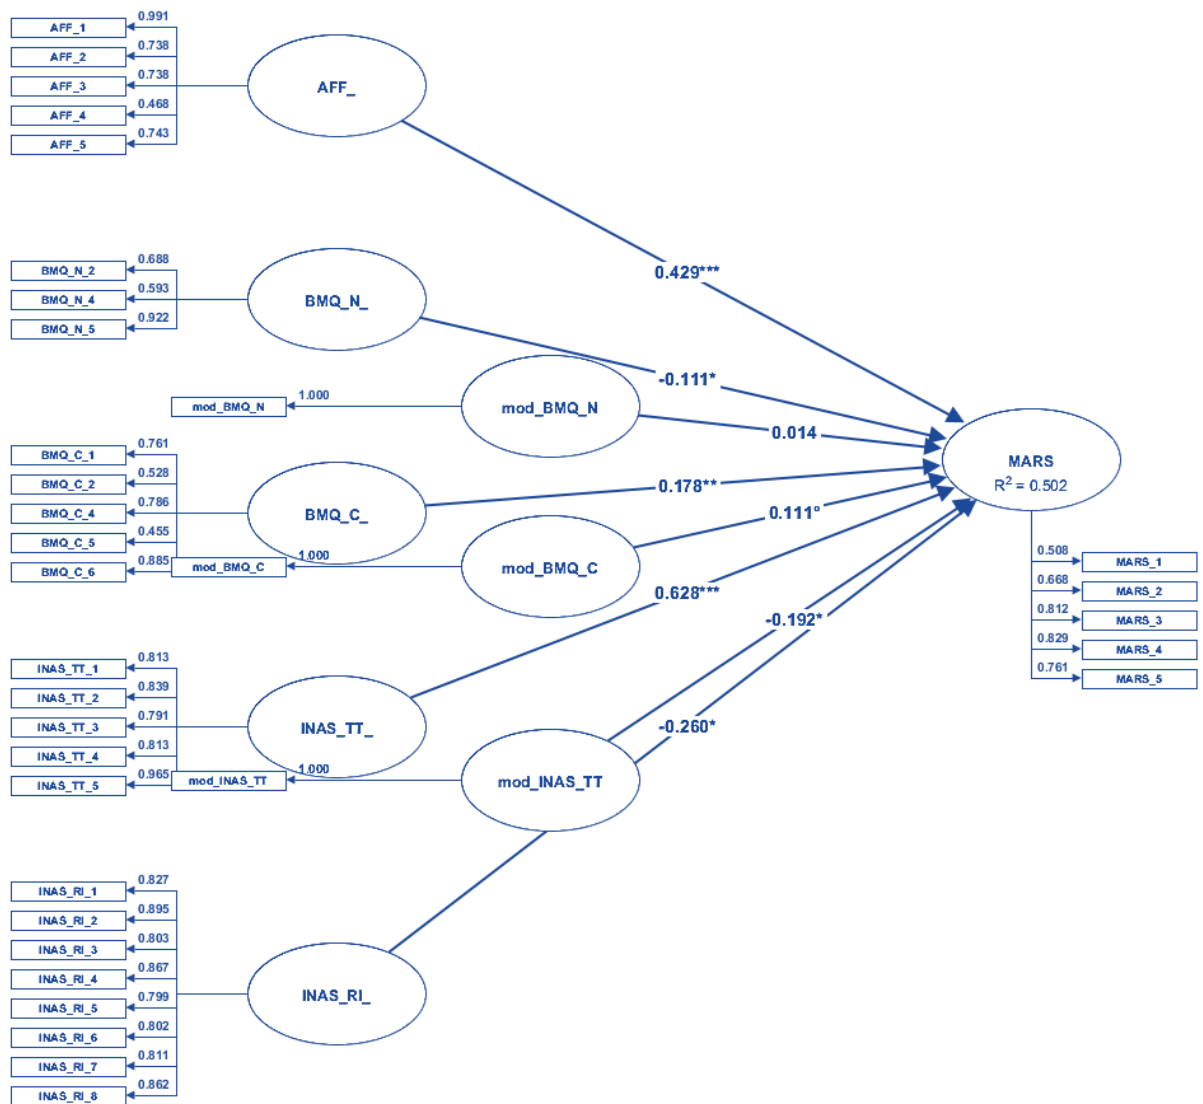 AFF_1
0.991
AFF_2
0.738
AFF_3
0.738
AFF_4
0.468
AFF_5
0.743
AFF_
0.429***
BMQ_N_2
0.688
BMQ_N_4
0.593
BMQ_N_5
0.922
BMQ_N_
-0.111*
mod_BMQ_N
1.000
mod_BMQ_N
0.014
MARS
R² = 0.502
BMQ_C_1
0.761
BMQ_C_2
0.528
BMQ_C_4
0.786
BMQ_C_5
0.455
BMQ_C_6
0.885
BMQ_C_
0.178**
mod_BMQ_C
1.000
mod_BMQ_C
0.111°
0.508
MARS_1
0.668
MARS_2
0.812
MARS_3
0.829
MARS_4
0.761
MARS_5
INAS_TT_1
0.813
INAS_TT_2
0.839
INAS_TT_3
0.791
INAS_TT_4
0.813
INAS_TT_5
0.965
INAS_TT_
0.628***
mod_INAS_TT
1.000
mod_INAS_TT
-0.192*
-0.260*
INAS_RI_1
0.827
INAS_RI_2
0.895
INAS_RI_3
0.803
INAS_RI_4
0.867
INAS_RI_5
0.799
INAS_RI_6
0.802
INAS_RI_7
0.811
INAS_RI_8
0.862
INAS_RI_